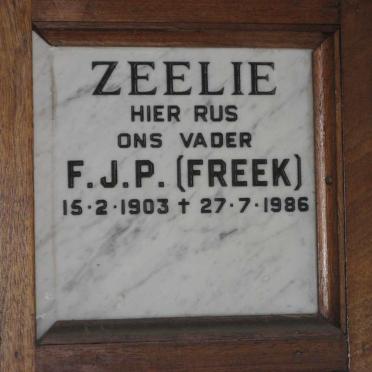 ZEELIE
HIER RUS
ONS VADER
F.J.P. (FREEK)
15·2·1903 ✝ 27·7·1986